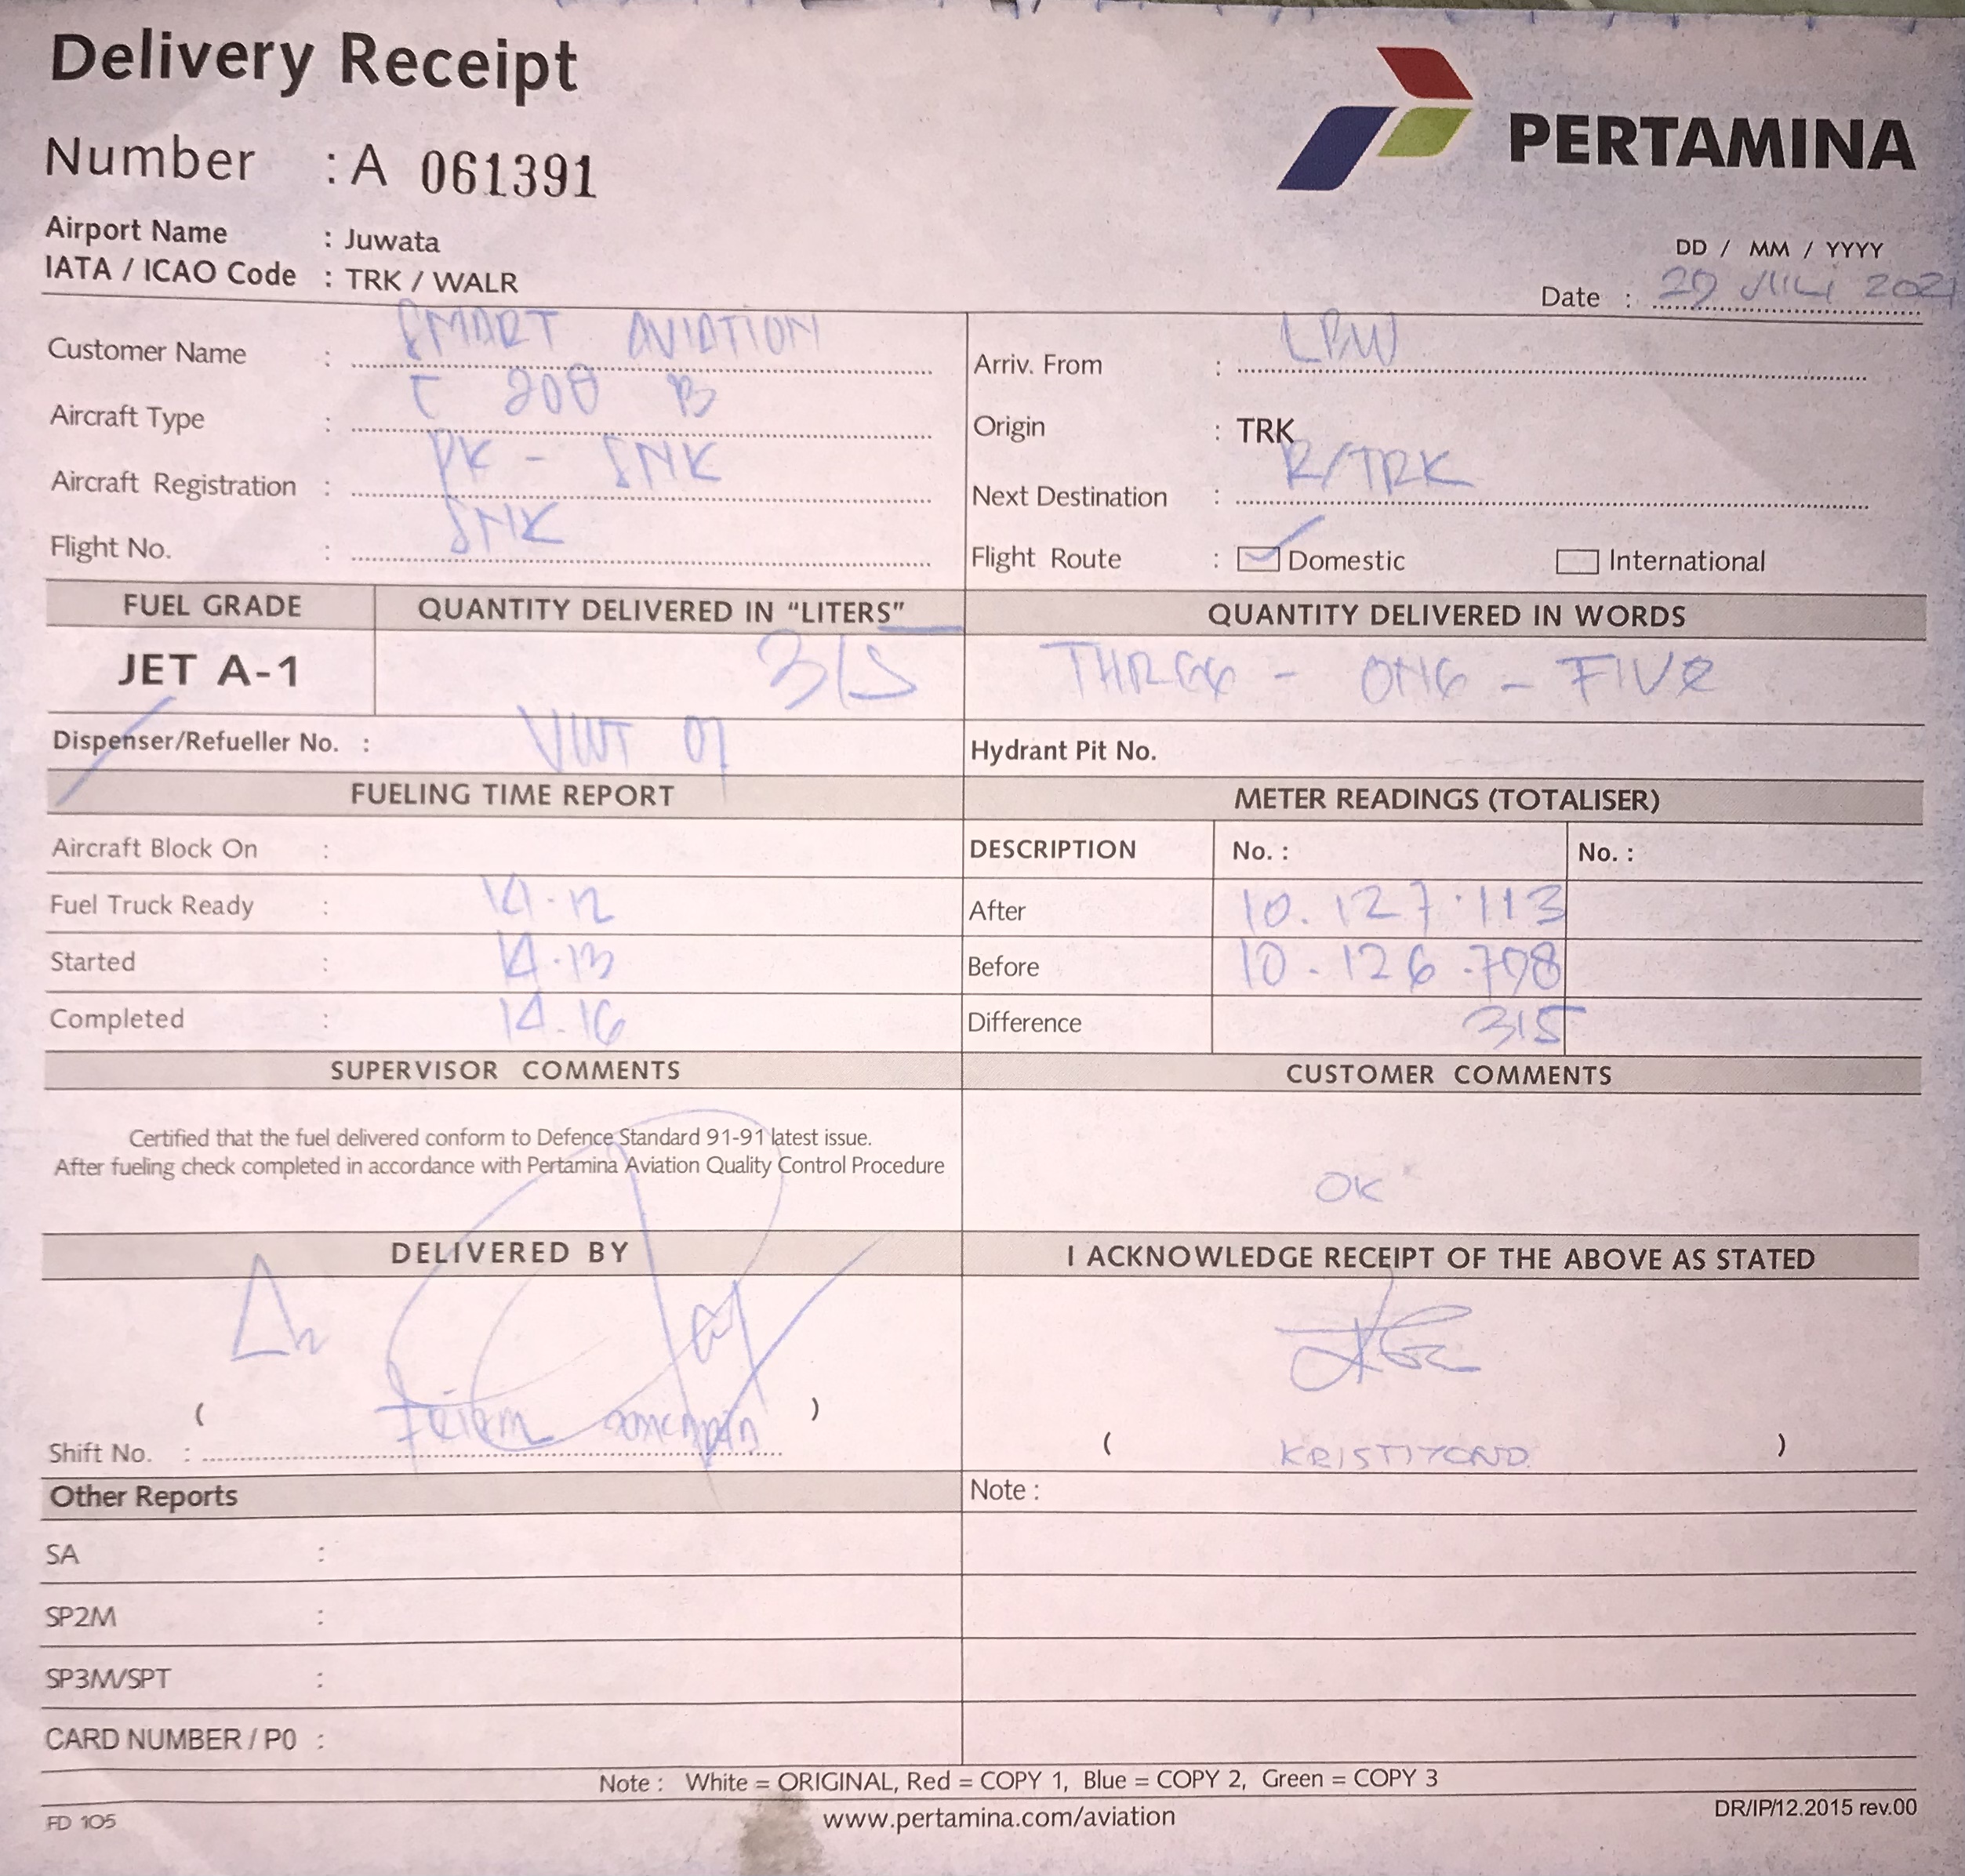 Delivery Receipt
PERTAMINA
Number : A 061391
Airport Name : Juwata
IATA / ICAO Code : TRK / WALR
DD / MM / YYYY
Date : 29 JULI 2021
Customer Name : SMART AVIATION
Arriv. From : LBW
Aircraft Type : C 208 B
Origin : TRK
Aircraft Registration : PK - SNK
Next Destination : R/TRK
Flight No. : SNK
Flight Route : Domestic International
FUEL GRADE QUANTITY DELIVERED IN "LITERS" QUANTITY DELIVERED IN WORDS
JET A-1 315 THREE - ONE - FIVE
Dispenser/Refueller No. : 01
Hydrant Pit No.
FUELING TIME REPORT METER READINGS (TOTALISER)
Aircraft Block On : DESCRIPTION No. : No. :
Fuel Truck Ready : 14.12 After 10.127.113
Started : 14.13 Before 10.126.798
Completed : 14.16 Difference 315
SUPERVISOR COMMENTS CUSTOMER COMMENTS
Certified that the fuel delivered conform to Defence Standard 91-91 latest issue.
After fueling check completed in accordance with Pertamina Aviation Quality Control Procedure
OK
DELIVERED BY I ACKNOWLEDGE RECEIPT OF THE ABOVE AS STATED
( )
Shift No. :
( )
Other Reports Note :
SA :
SP2M :
SP3M/SPT :
CARD NUMBER / P0 :
Note : White = ORIGINAL, Red = COPY 1, Blue = COPY 2, Green = COPY 3
FD 105 www.pertamina.com/aviation DR/IP/12.2015 rev.00